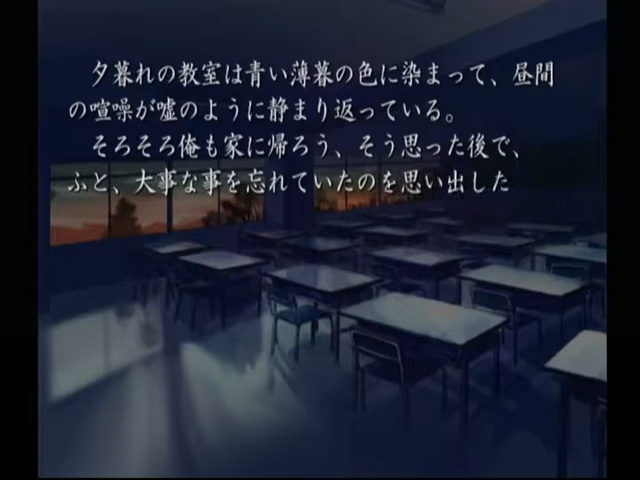 夕暮れの教室は青い薄暮の色に染まって、昼間
の喧噪が嘘のように静まり返っている。
　そろそろ俺も家に帰ろう、そう思った後で、
ふと、大事な事を忘れていたのを思い出した